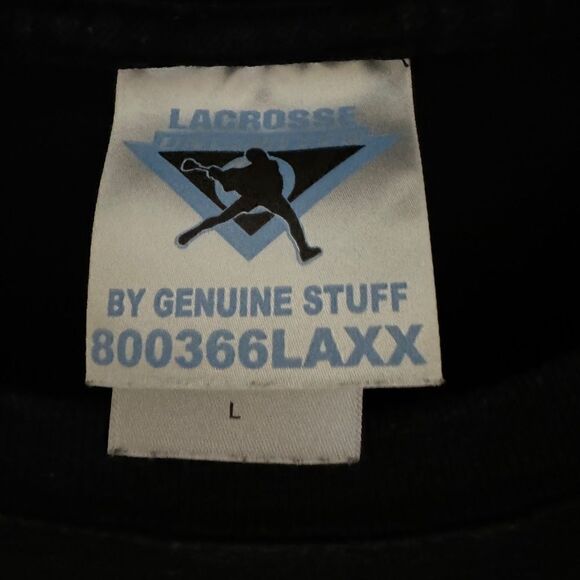 LACROSSE
BY GENUINE STUFF
800366LAXX
L